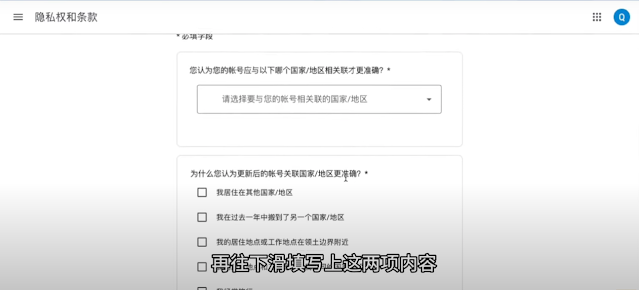 隐私权和条款
Q
* 必填字段
您认为您的帐号应与以下哪个国家/地区相关联才更准确? *
请选择要与您的帐号相关联的国家/地区
为什么您认为更新后的帐号关联国家/地区更准确? *
我居住在其他国家/地区
我在过去一年中搬到了另一个国家/地区
我的居住地点或工作地点在领土边界附近
再往下滑填写上这两项内容